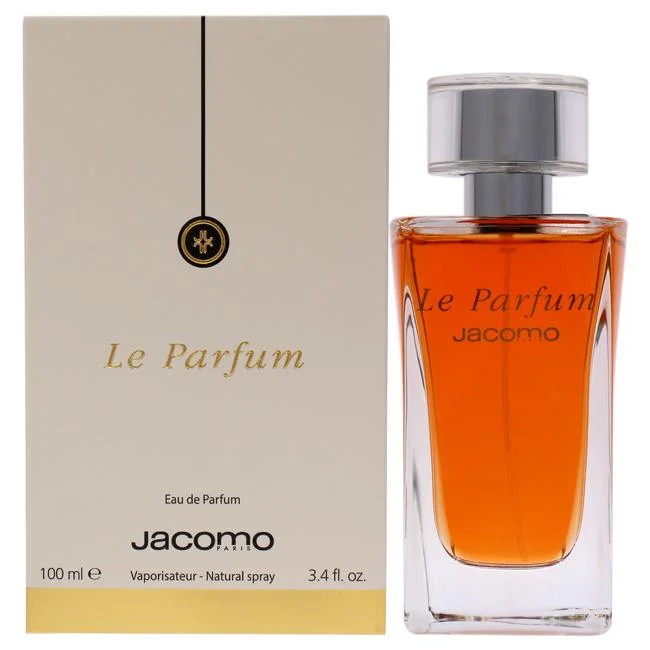 Le Parfum
Eau de Parfum
Jacomo
PARIS
100 ml ℮
Vaporisateur - Natural spray
3.4 fl. oz.
Le Parfum
Jacomo